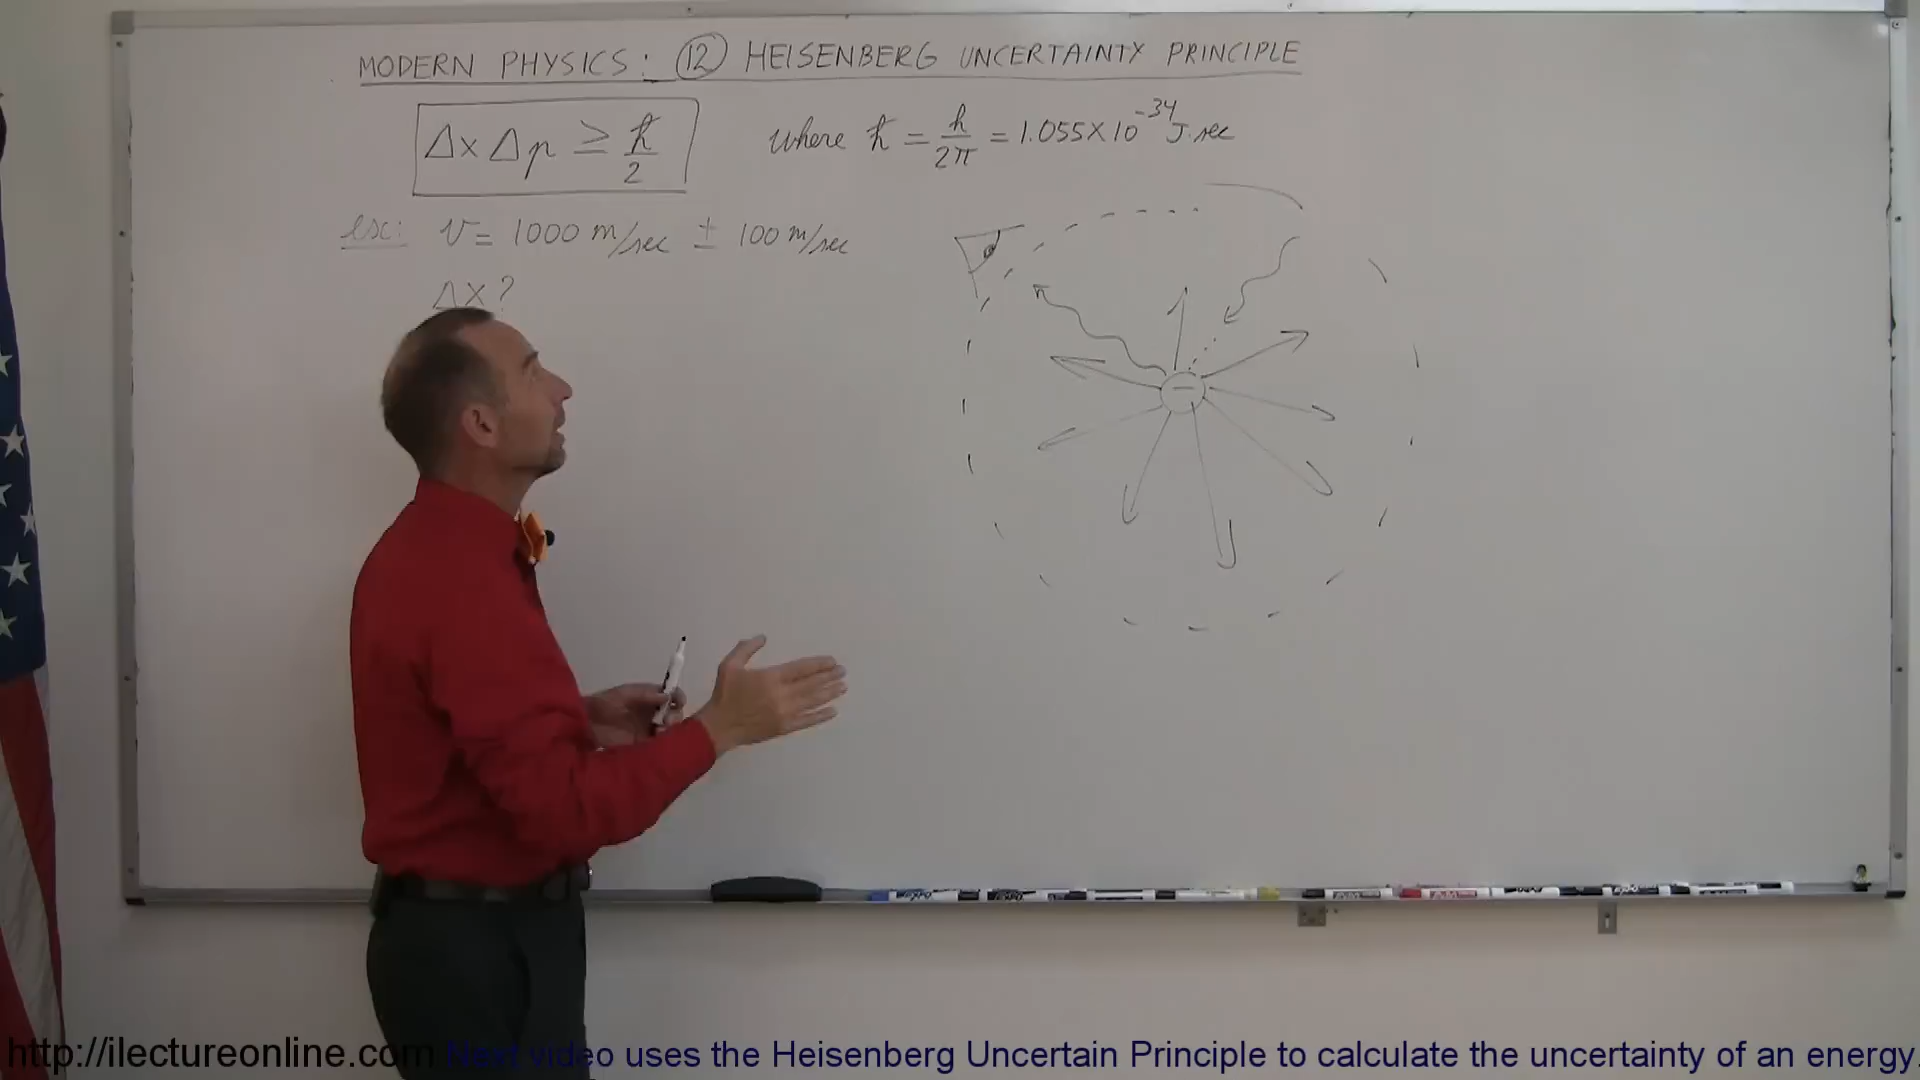 MODERN PHYSICS: 12 HEISENBERG UNCERTAINTY PRINCIPLE
Δx Δp ≥ ħ/2 where ħ = h/2π = 1.055×10⁻³⁴ J·sec
ex: v = 1000 m/sec ± 100 m/sec
Δx?
http://ilectureonline.com Next video uses the Heisenberg Uncertain Principle to calculate the uncertainty of an energy